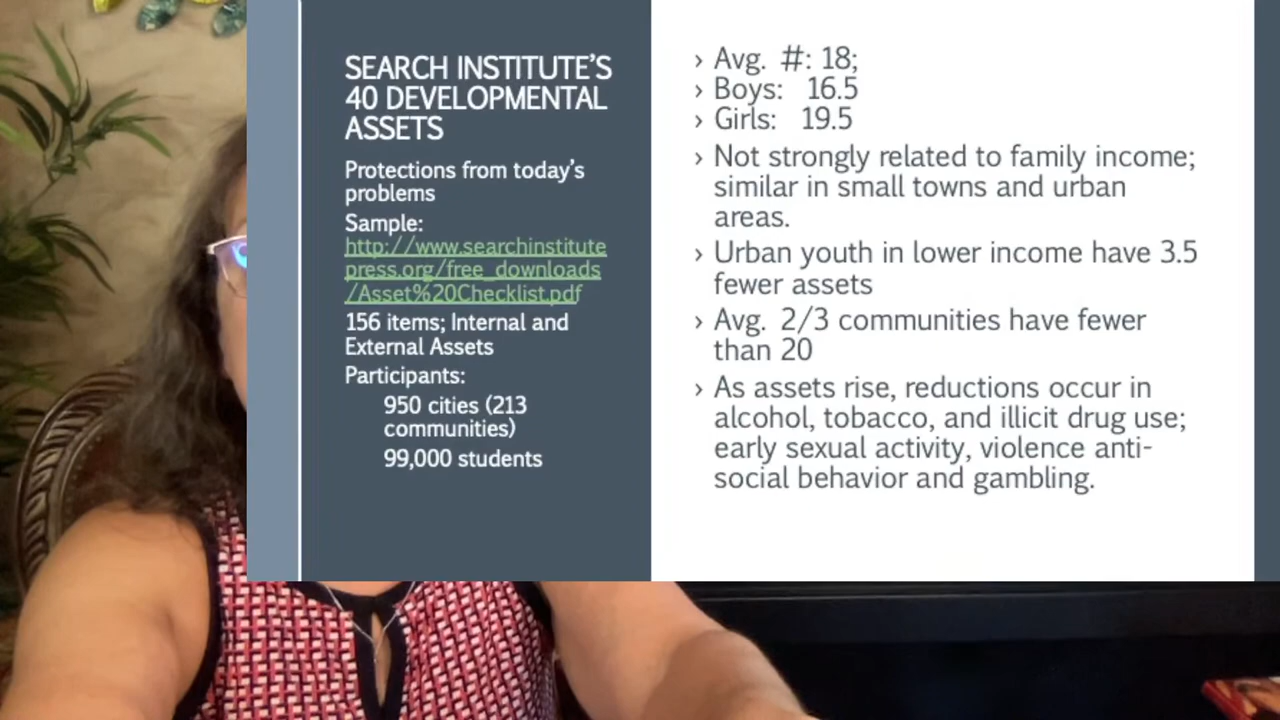 SEARCH INSTITUTE'S
40 DEVELOPMENTAL
ASSETS
Protections from today's
problems
Sample:
http://www.searchinstitute
press.org/free_downloads
/Asset%20Checklist.pdf
156 items; Internal and
External Assets
Participants:
950 cities (213
communities)
99,000 students
› Avg. #: 18;
› Boys: 16.5
› Girls: 19.5
› Not strongly related to family income;
similar in small towns and urban
areas.
› Urban youth in lower income have 3.5
fewer assets
› Avg. 2/3 communities have fewer
than 20
› As assets rise, reductions occur in
alcohol, tobacco, and illicit drug use;
early sexual activity, violence anti-
social behavior and gambling.